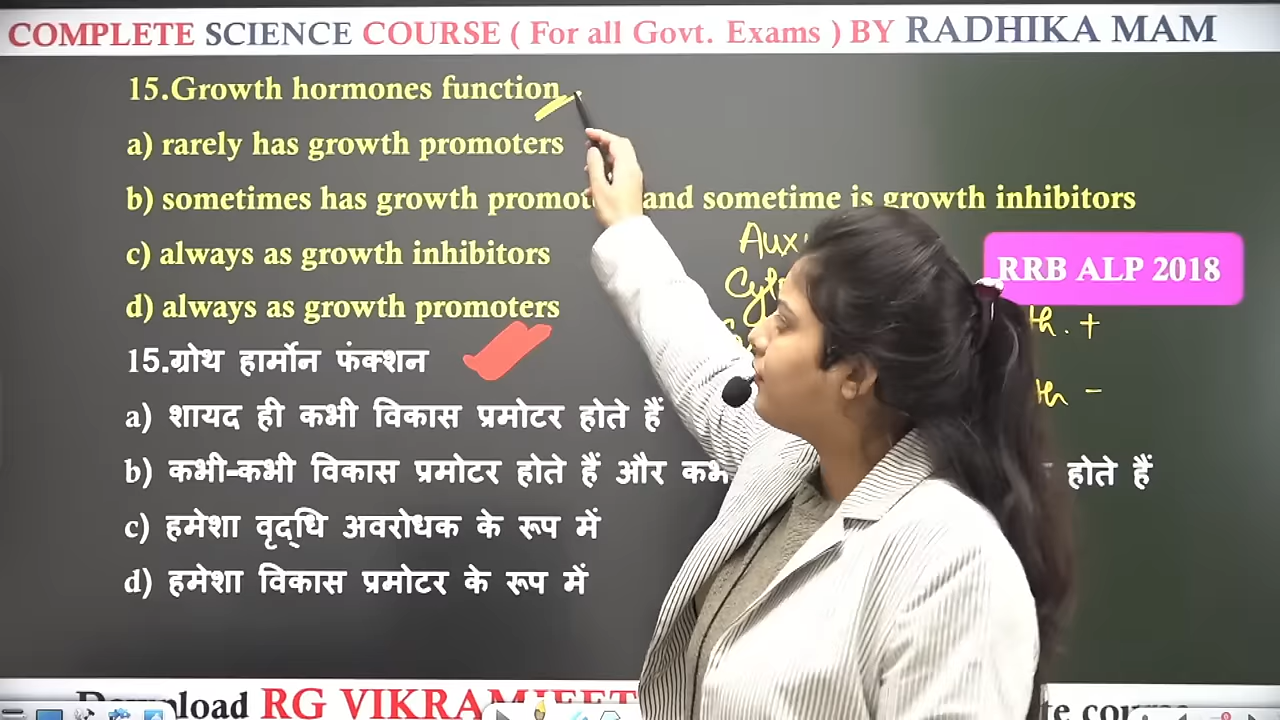 COMPLETE SCIENCE COURSE ( For all Govt. Exams ) BY RADHIKA MAM
15.Growth hormones function
a) rarely has growth promoters
b) sometimes has growth and sometime is growth inhibitors
c) always as growth inhibitors
d) always as growth promoters
RRB ALP 2018
15.ग्रोथ हार्मोन फंक्शन
a) शायद ही कभी विकास प्रमोटर होते हैं
b) कभी-कभी विकास प्रमोटर होते हैं और होते हैं
c) हमेशा वृद्धि अवरोधक के रूप में
d) हमेशा विकास प्रमोटर के रूप में
RG